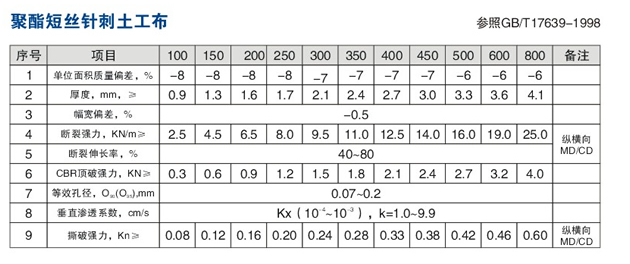 聚酯短丝针刺土工布
参照GB/T17639-1998
序号 项目 100 150 200 250 300 350 400 450 500 600 800 备注
1 单位面积质量偏差，% -8 -8 -8 -8 -7 -7 -7 -7 -6 -6 -6
2 厚度，mm，≥ 0.9 1.3 1.6 1.7 2.1 2.4 2.7 3.0 3.3 3.6 4.1
3 幅宽偏差，% -0.5
4 断裂强力，KN/m≥ 2.5 4.5 6.5 8.0 9.5 11.0 12.5 14.0 16.0 19.0 25.0 纵横向
MD/CD
5 断裂伸长率，% 40~80
6 CBR顶破强力，KN≥ 0.3 0.6 0.9 1.2 1.5 1.8 2.1 2.4 2.7 3.2 4.0
7 等效孔径，O₉₀(O₉₅),mm 0.07~0.2
8 垂直渗透系数，cm/s Kx（10⁻⁴~10⁻³），k=1.0~9.9
9 撕破强力，Kn≥ 0.08 0.12 0.16 0.20 0.24 0.28 0.33 0.38 0.42 0.46 0.60 纵横向
MD/CD